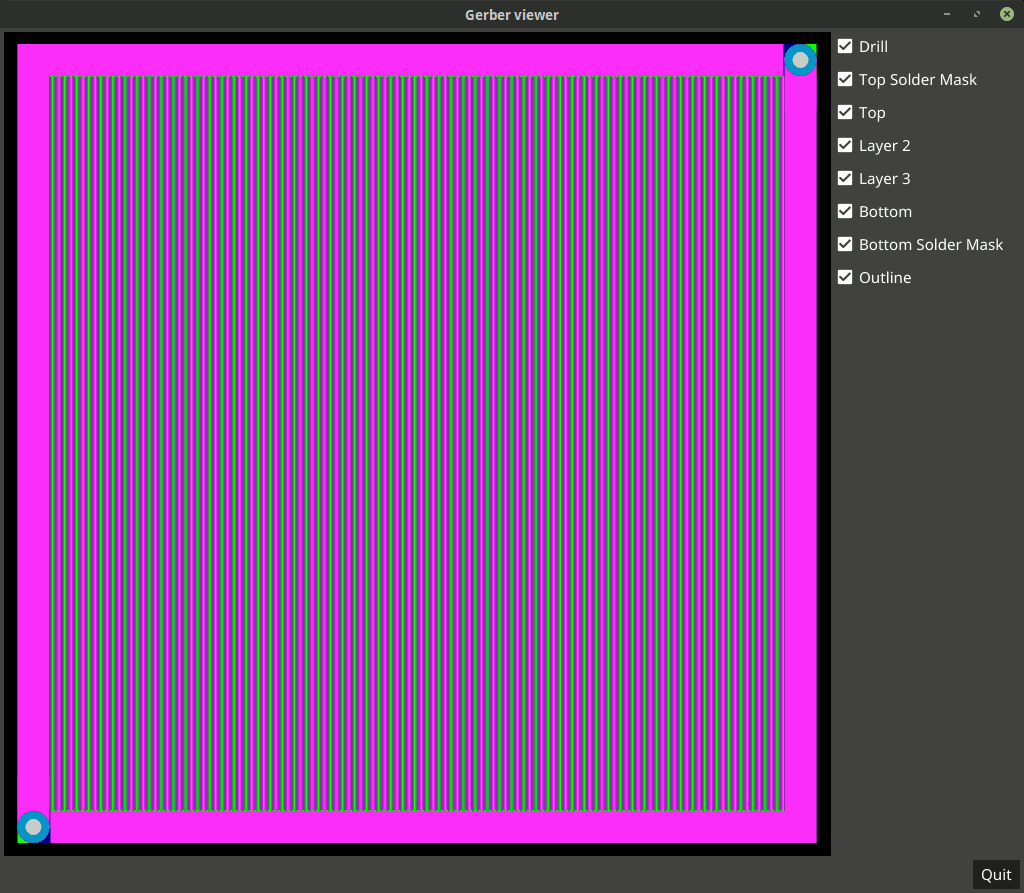 Gerber viewer
Drill
Top Solder Mask
Top
Layer 2
Layer 3
Bottom
Bottom Solder Mask
Outline
Quit